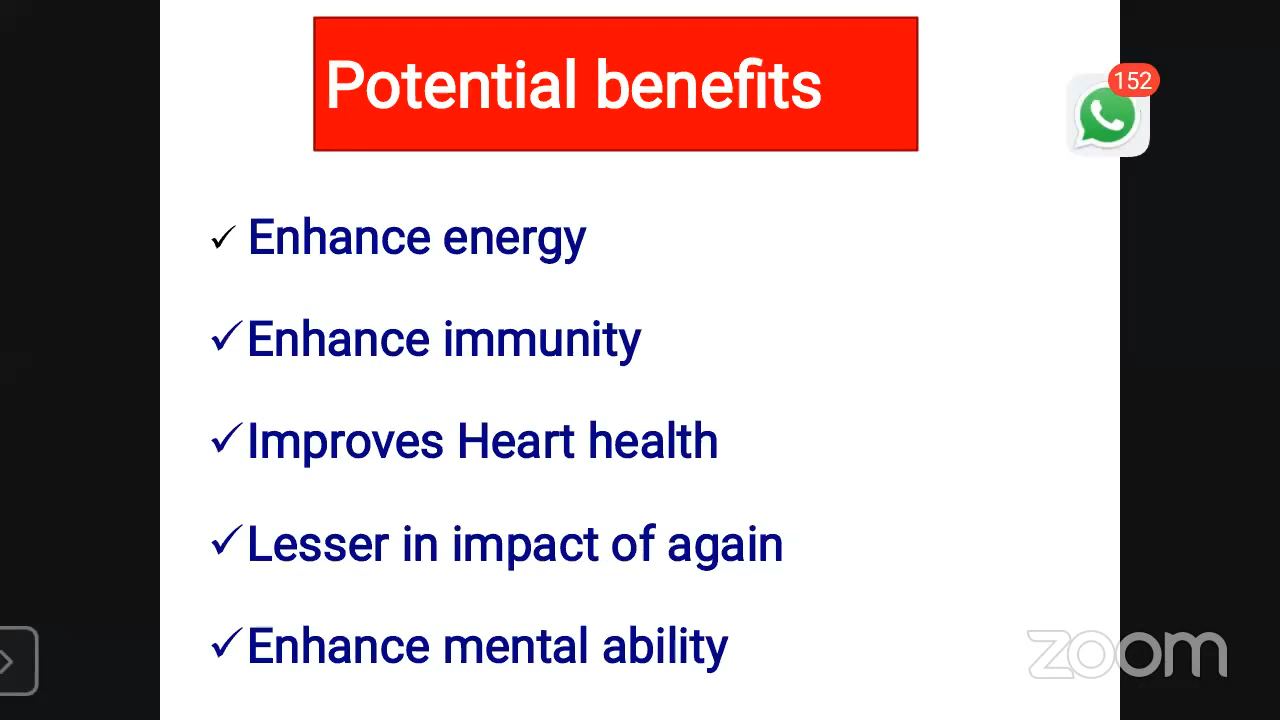 Potential benefits
152
✓ Enhance energy
✓ Enhance immunity
✓ Improves Heart health
✓ Lesser in impact of again
✓ Enhance mental ability
zoom